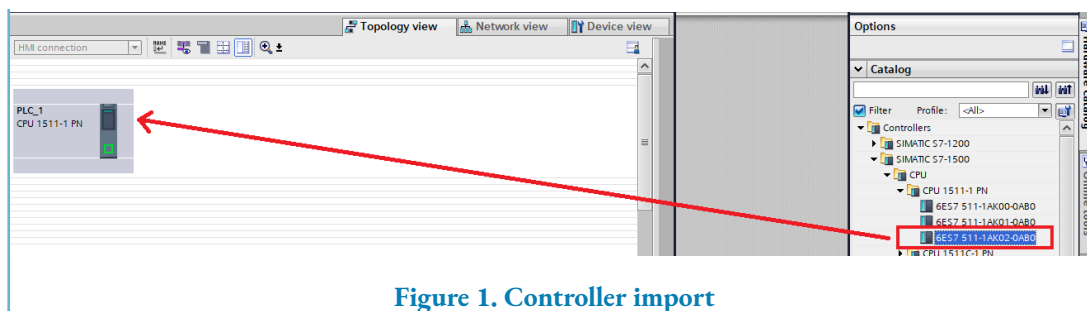 Topology view
Network view
Device view
Options
HMI connection
NAME
Catalog
PLC_1
CPU 1511-1 PN
Filter
Profile:
<All>
Controllers
SIMATIC S7-1200
SIMATIC S7-1500
CPU
CPU 1511-1 PN
6ES7 511-1AK00-0AB0
6ES7 511-1AK01-0AB0
6ES7 511-1AK02-0AB0
CPU 1511C-1 PN
Hardware catalog
Online tools
Figure 1. Controller import